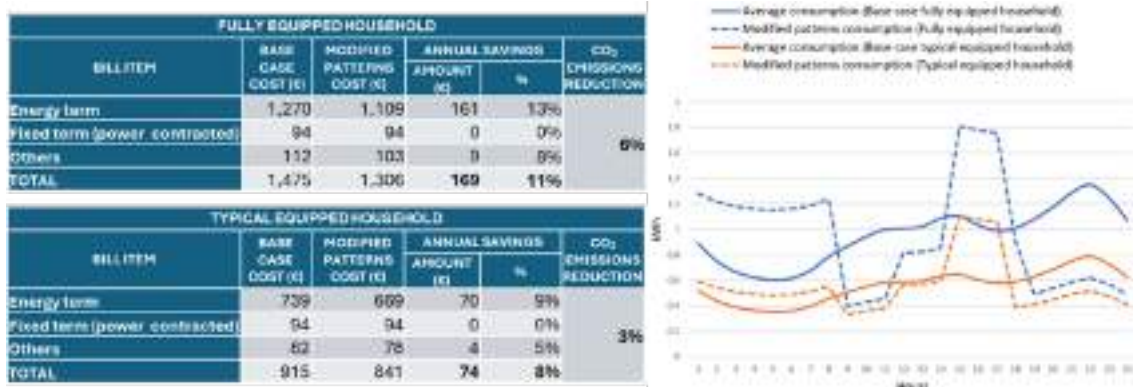 FULLY EQUIPPED HOUSEHOLD
BILL ITEM BASE CASE COST (€) MODIFIED PATTERNS COST (€) ANNUAL SAVINGS CO₂ EMISSIONS REDUCTION
AMOUNT (€) %
Energy term 1,270 1,109 161 13%
Fixed term (power contracted) 94 94 0 0%
6%
Others 112 103 9 8%
TOTAL 1,475 1,306 169 11%
TYPICAL EQUIPPED HOUSEHOLD
BILL ITEM BASE CASE COST (€) MODIFIED PATTERNS COST (€) ANNUAL SAVINGS CO₂ EMISSIONS REDUCTION
AMOUNT (€) %
Energy term 739 669 70 9%
Fixed term (power contracted) 94 94 0 0%
3%
Others 82 78 4 5%
TOTAL 915 841 74 8%
Average consumption (Base case fully equipped household)
Modified patterns consumption (Fully equipped household)
Average consumption (Base case typical equipped household)
Modified patterns consumption (Typical equipped household)
kWh
Hours